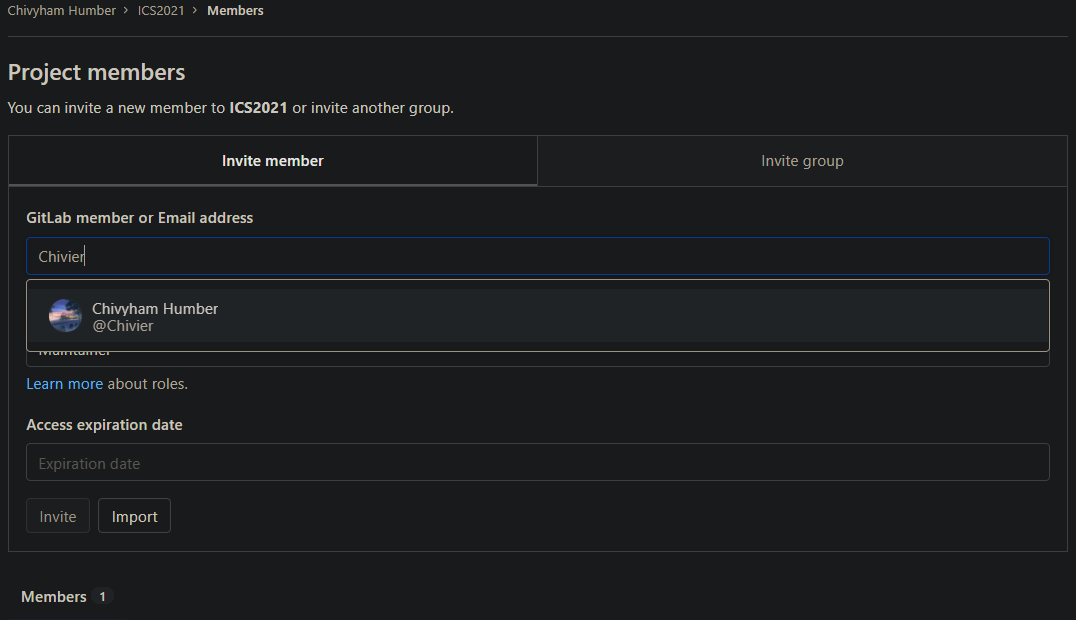 Chivyham Humber › ICS2021 › Members
Project members
You can invite a new member to ICS2021 or invite another group.
Invite member Invite group
GitLab member or Email address
Chivier
Chivyham Humber
@Chivier
Maintainer
Learn more about roles.
Access expiration date
Expiration date
Invite Import
Members 1